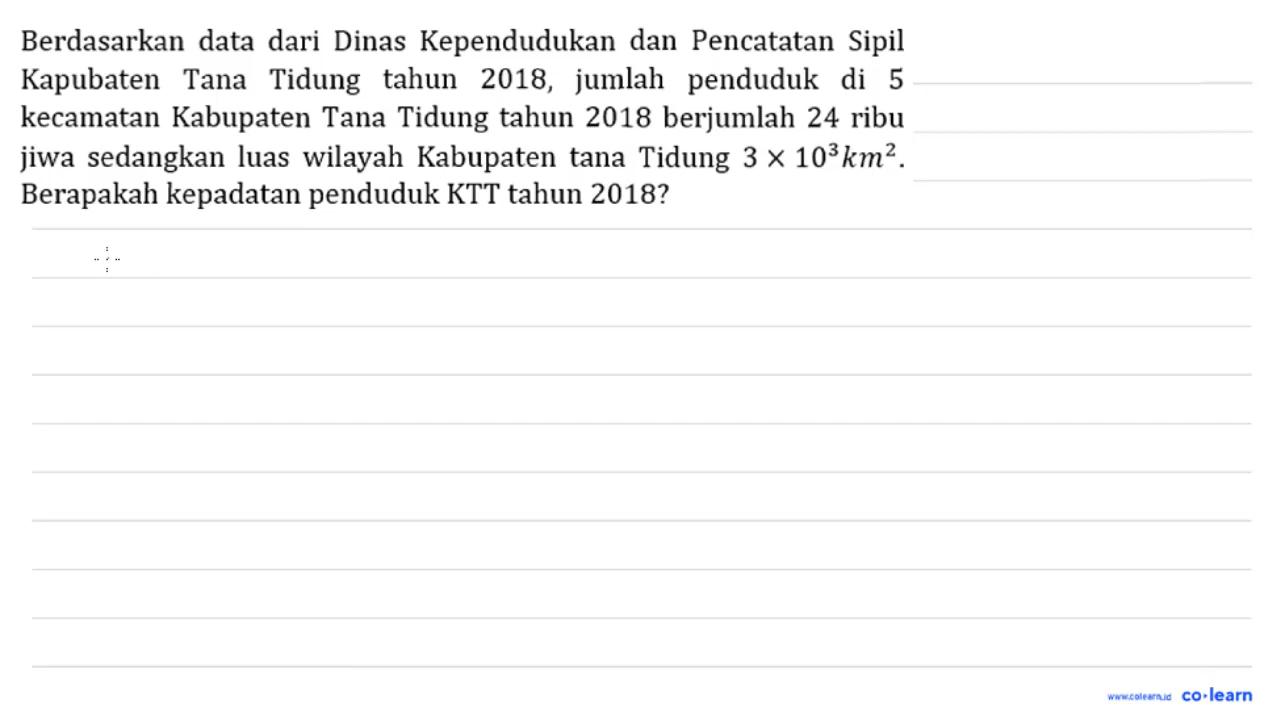 Berdasarkan data dari Dinas Kependudukan dan Pencatatan Sipil
Kapubaten Tana Tidung tahun 2018, jumlah penduduk di 5
kecamatan Kabupaten Tana Tidung tahun 2018 berjumlah 24 ribu
jiwa sedangkan luas wilayah Kabupaten tana Tidung 3 × 10³km².
Berapakah kepadatan penduduk KTT tahun 2018?
www.colearn.id co·learn